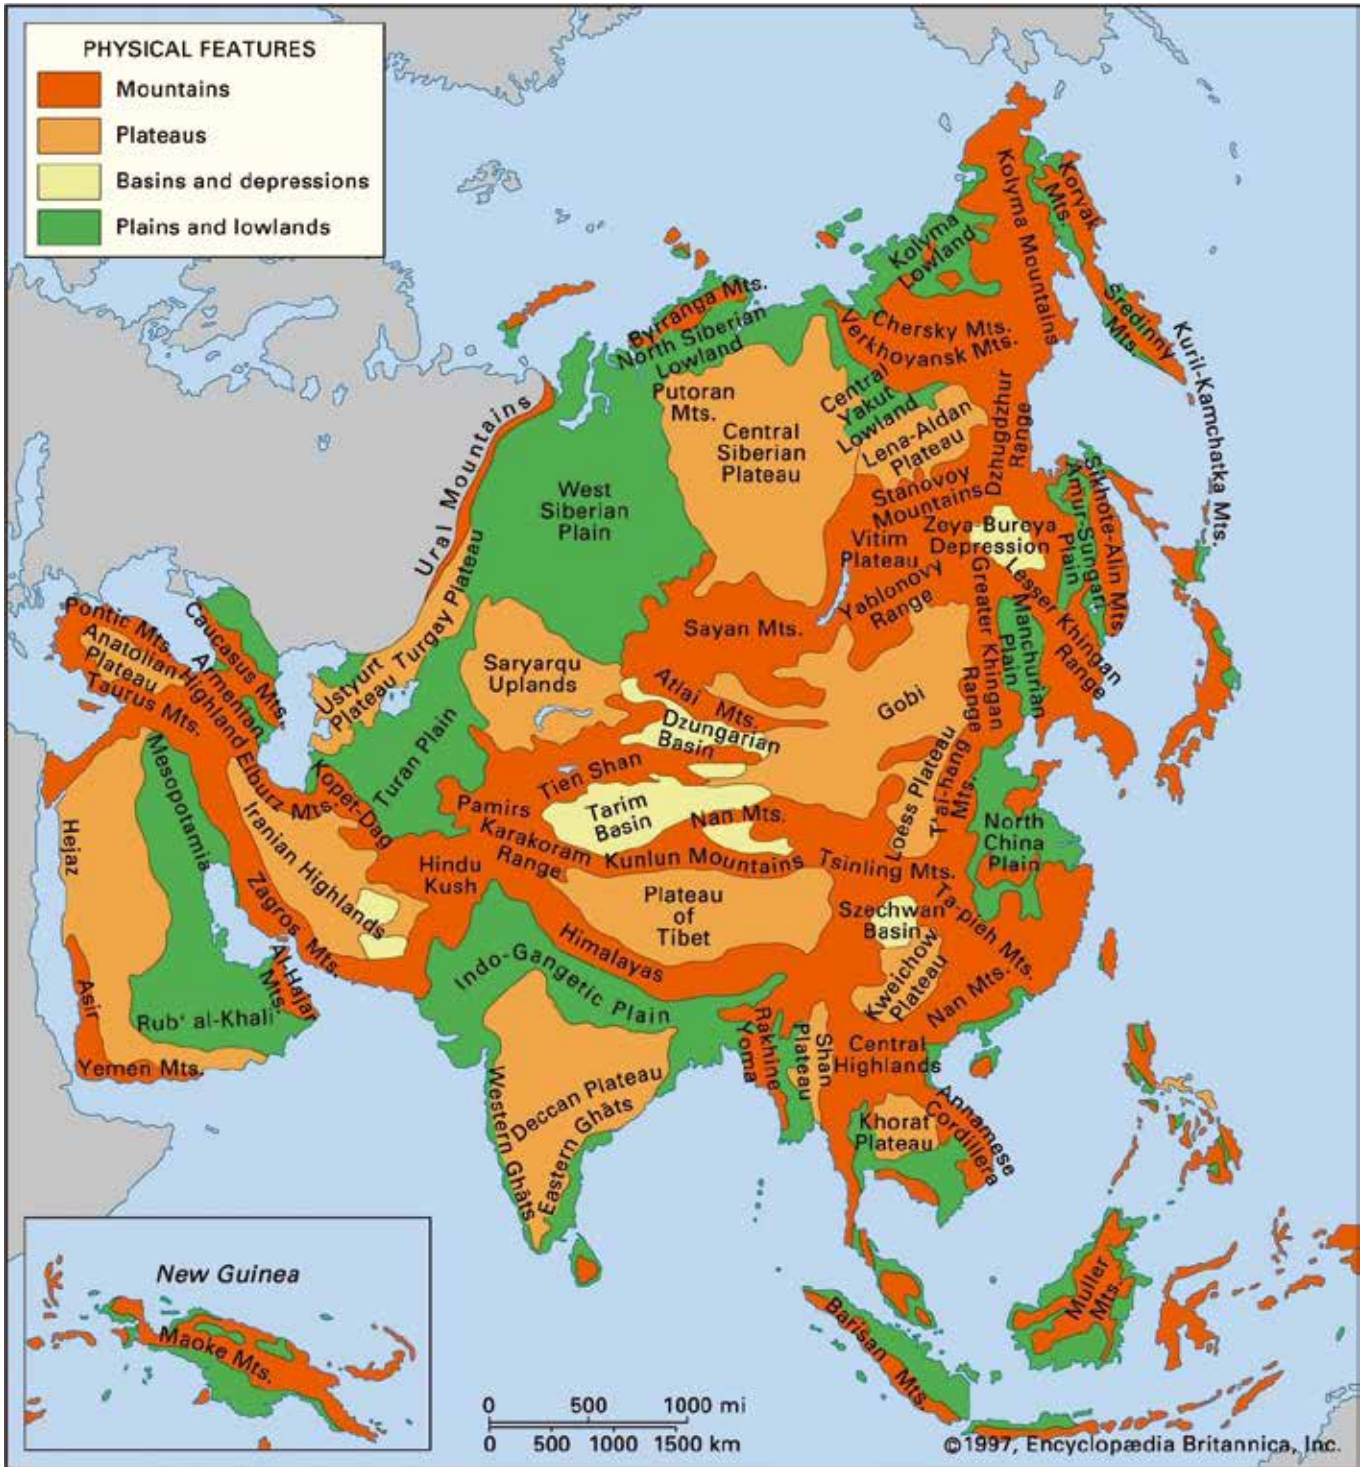 PHYSICAL FEATURES
Mountains
Plateaus
Basins and depressions
Plains and lowlands
Kolyma Mountains
Koryak
Mts.
Kolyma
Lowland
Sredinny
Mts.
Kuril-Kamchatka Mts.
Byrranga Mts.
North Siberian
Lowland
Chersky Mts.
Verkhoyansk Mts.
Putoran
Mts.
Central
Siberian
Plateau
Central
Yakut
Lowland
Lena-Aldan
Plateau
Dzhugdzhur
Range
Ural Mountains
West
Siberian
Plain
Stanovoy
Mountains
Vitim
Plateau
Zeya-Bureya
Depression
Sikhote-Alin Mts.
Amur-Sungari
Plain
Yablonovy
Range
Lesser Khingan
Range
Greater Khingan
Range
Manchurian
Plain
Sayan Mts.
Turgay Plateau
Ustyurt
Plateau
Saryarqu
Uplands
Pontic Mts.
Anatolian
Plateau
Taurus Mts.
Caucasus Mts.
Armenian
Highland
Atlai Mts.
Dzungarian
Basin
Gobi
Turan Plain
Mesopotamia
Elburz Mts.
Kopet-Dag
Tien Shan
Pamirs
Tarim
Basin
Nan Mts.
Loess Plateau
T'ai-hang
Mts.
North
China
Plain
Hejaz
Iranian Highlands
Zagros Mts.
Hindu
Kush
Karakoram
Range
Kunlun Mountains
Tsinling Mts.
Plateau
of
Tibet
Szechwan
Basin
Ta-pieh Mts.
Himalayas
Indo-Gangetic Plain
Kweichow
Plateau
Nan Mts.
Al-Hajar
Mts.
Asir
Rub' al-Khali
Yemen Mts.
Western Ghāts
Deccan Plateau
Eastern Ghāts
Rakhine
Yoma
Shan
Plateau
Central
Highlands
Khorat
Plateau
Annamese
Cordillera
Muller
Mts.
Barisan Mts.
New Guinea
Maoke Mts.
0 500 1000 mi
0 500 1000 1500 km
©1997, Encyclopædia Britannica, Inc.